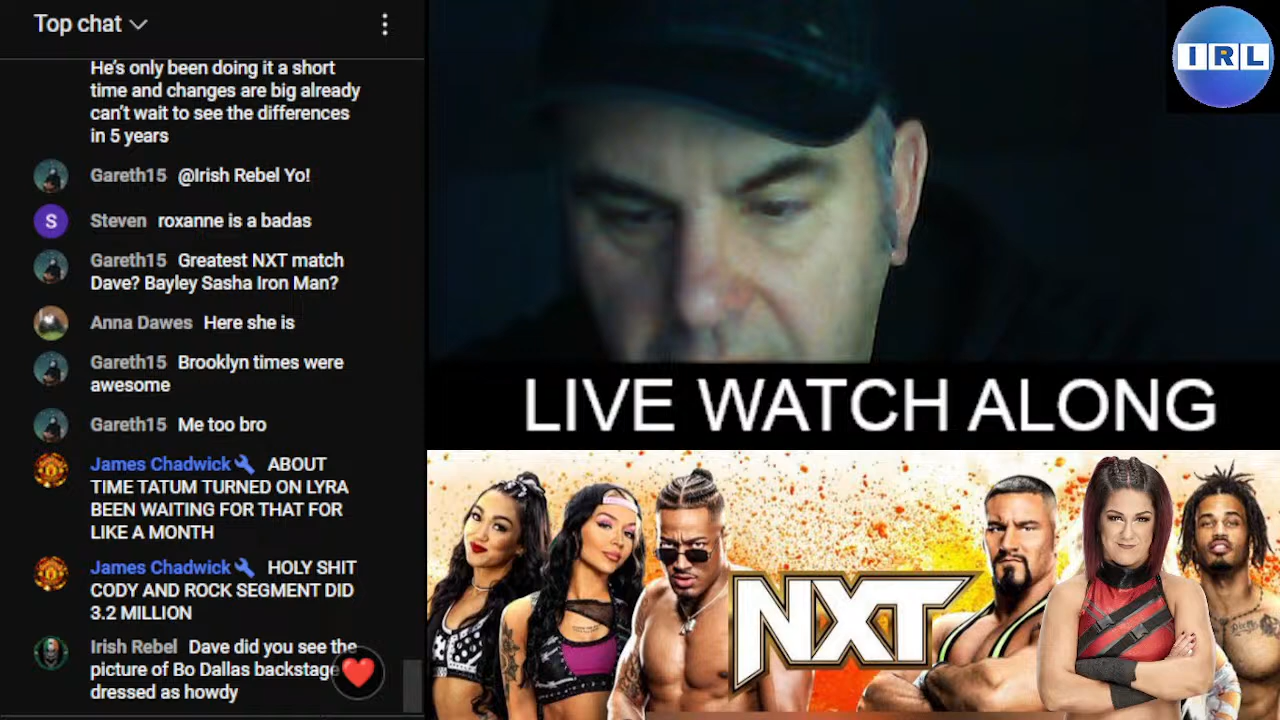 Top chat
He's only been doing it a short
time and changes are big already
can't wait to see the differences
in 5 years
Gareth15 @Irish Rebel Yo!
S
Steven roxanne is a badas
Gareth15 Greatest NXT match
Dave? Bayley Sasha Iron Man?
Anna Dawes Here she is
Gareth15 Brooklyn times were
awesome
Gareth15 Me too bro
James Chadwick ABOUT
TIME TATUM TURNED ON LYRA
BEEN WAITING FOR THAT FOR
LIKE A MONTH
James Chadwick HOLY SHIT
CODY AND ROCK SEGMENT DID
3.2 MILLION
Irish Rebel Dave did you see the
picture of Bo Dallas backstage
dressed as howdy
IRL
LIVE WATCH ALONG
NXT